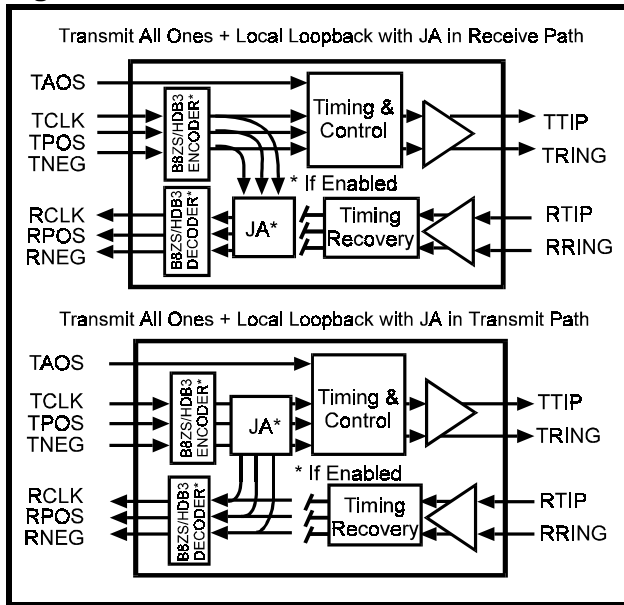 Transmit All Ones + Local Loopback with JA in Receive Path
TAOS
TCLK
TPOS
TNEG
B8ZS/HDB3
ENCODER*
Timing &
Control
TTIP
TRING
* If Enabled
RCLK
RPOS
RNEG
B8ZS/HDB3
DECODER*
JA*
Timing
Recovery
RTIP
RRING
Transmit All Ones + Local Loopback with JA in Transmit Path
TAOS
TCLK
TPOS
TNEG
B8ZS/HDB3
ENCODER*
JA*
Timing &
Control
TTIP
TRING
* If Enabled
RCLK
RPOS
RNEG
B8ZS/HDB3
DECODER*
Timing
Recovery
RTIP
RRING